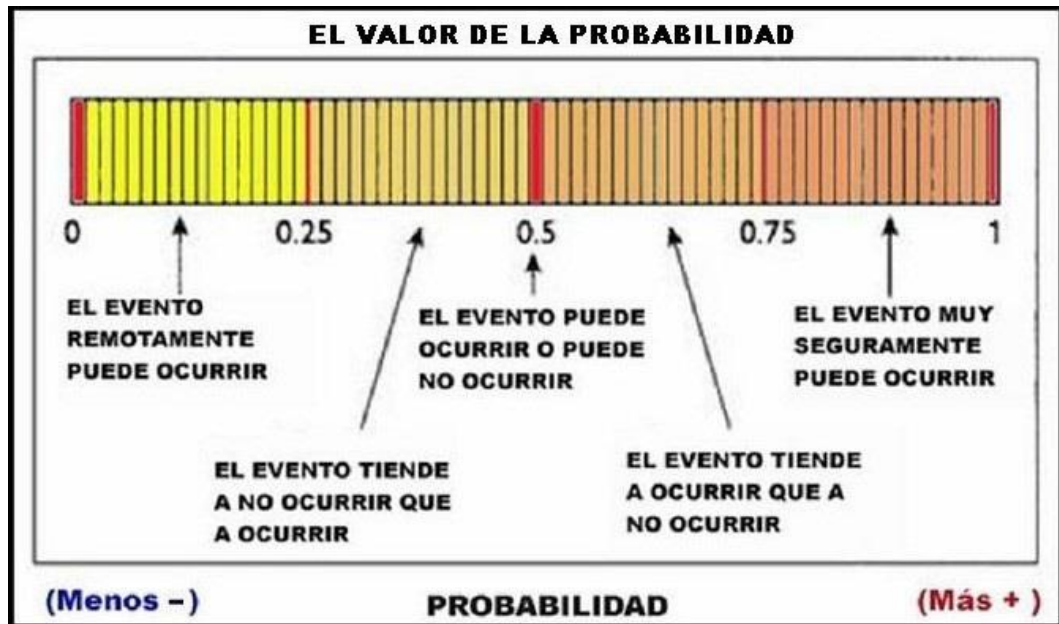 EL VALOR DE LA PROBABILIDAD
0 0.25 0.5 0.75 1
EL EVENTO
REMOTAMENTE
PUEDE OCURRIR
EL EVENTO PUEDE
OCURRIR O PUEDE
NO OCURRIR
EL EVENTO MUY
SEGURAMENTE
PUEDE OCURRIR
EL EVENTO TIENDE
A NO OCURRIR QUE
A OCURRIR
EL EVENTO TIENDE
A OCURRIR QUE A
NO OCURRIR
(Menos –) PROBABILIDAD (Más + )